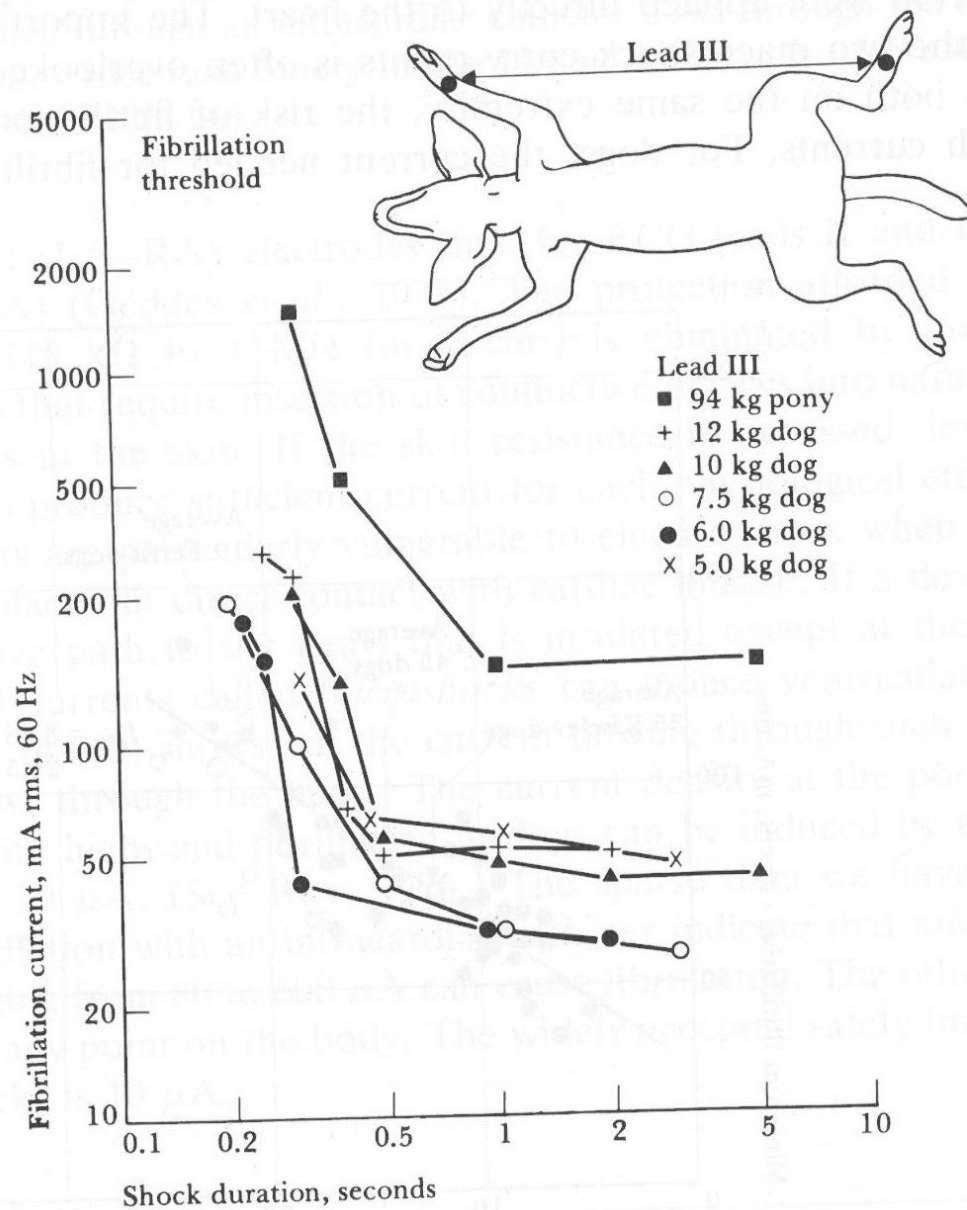 Lead III
Fibrillation
threshold
5000
2000
1000
500
200
100
50
20
10
Fibrillation current, mA rms, 60 Hz
Lead III
94 kg pony
12 kg dog
10 kg dog
7.5 kg dog
6.0 kg dog
5.0 kg dog
0.1 0.2 0.5 1 2 5 10
Shock duration, seconds